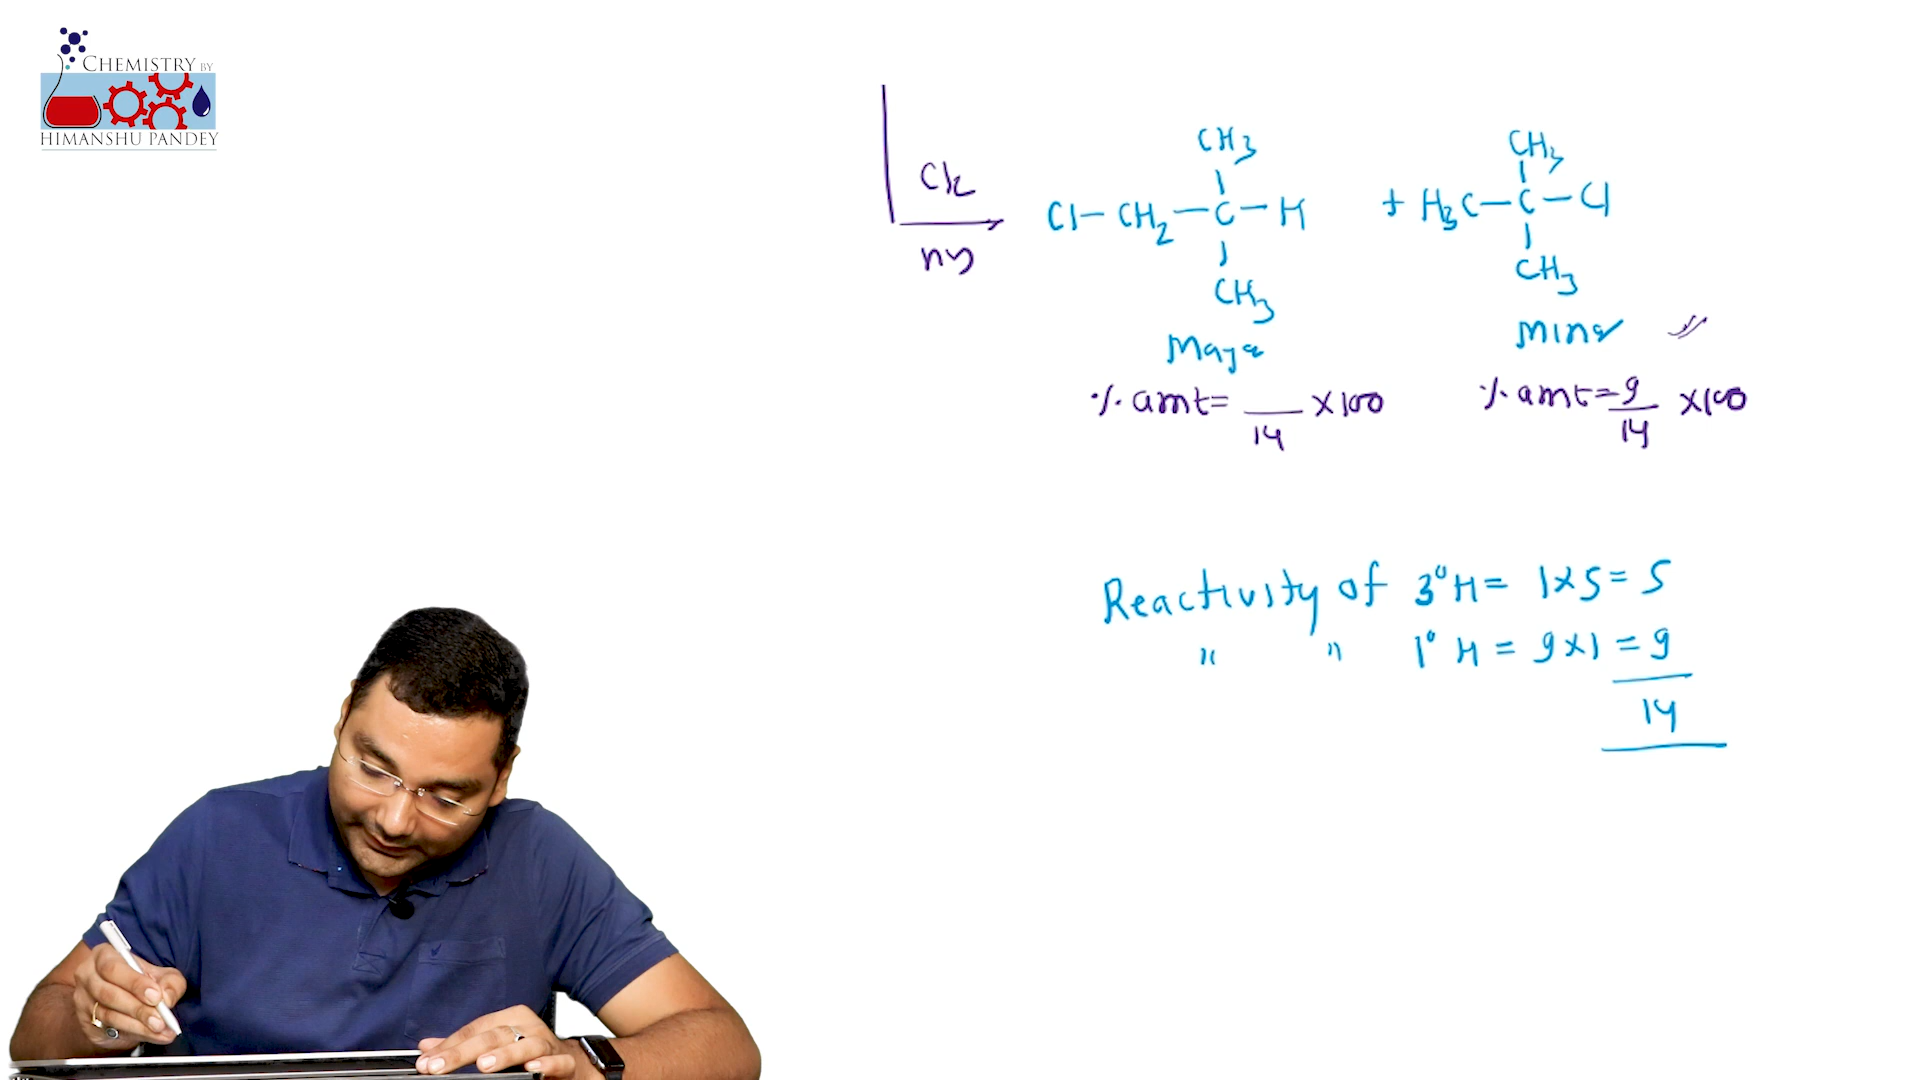 CHEMISTRY BY
HIMANSHU PANDEY
Cl2
hν
CH3
Cl—CH2—C—H
CH3
Major
% amt = __ ×100
14
+ H3C—C—Cl
CH3
CH3
Minor
% amt = 9/14 ×100
Reactivity of 3° H = 1×5 = 5
" " 1° H = 9×1 = 9
14